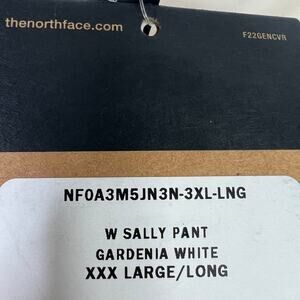 thenorthface.com
F22GENCVR
NF0A3M5JN3N-3XL-LNG
W SALLY PANT
GARDENIA WHITE
XXX LARGE/LONG